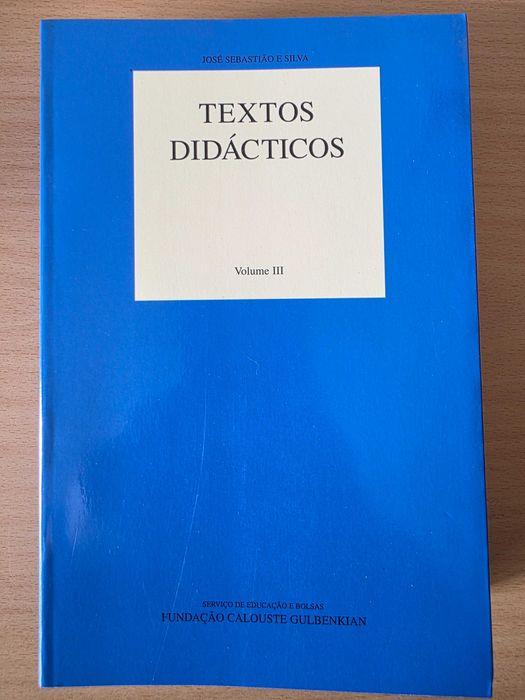 JOSÉ SEBASTIÃO E SILVA
TEXTOS
DIDÁCTICOS
Volume III
SERVIÇO DE EDUCAÇÃO E BOLSAS
FUNDAÇÃO CALOUSTE GULBENKIAN